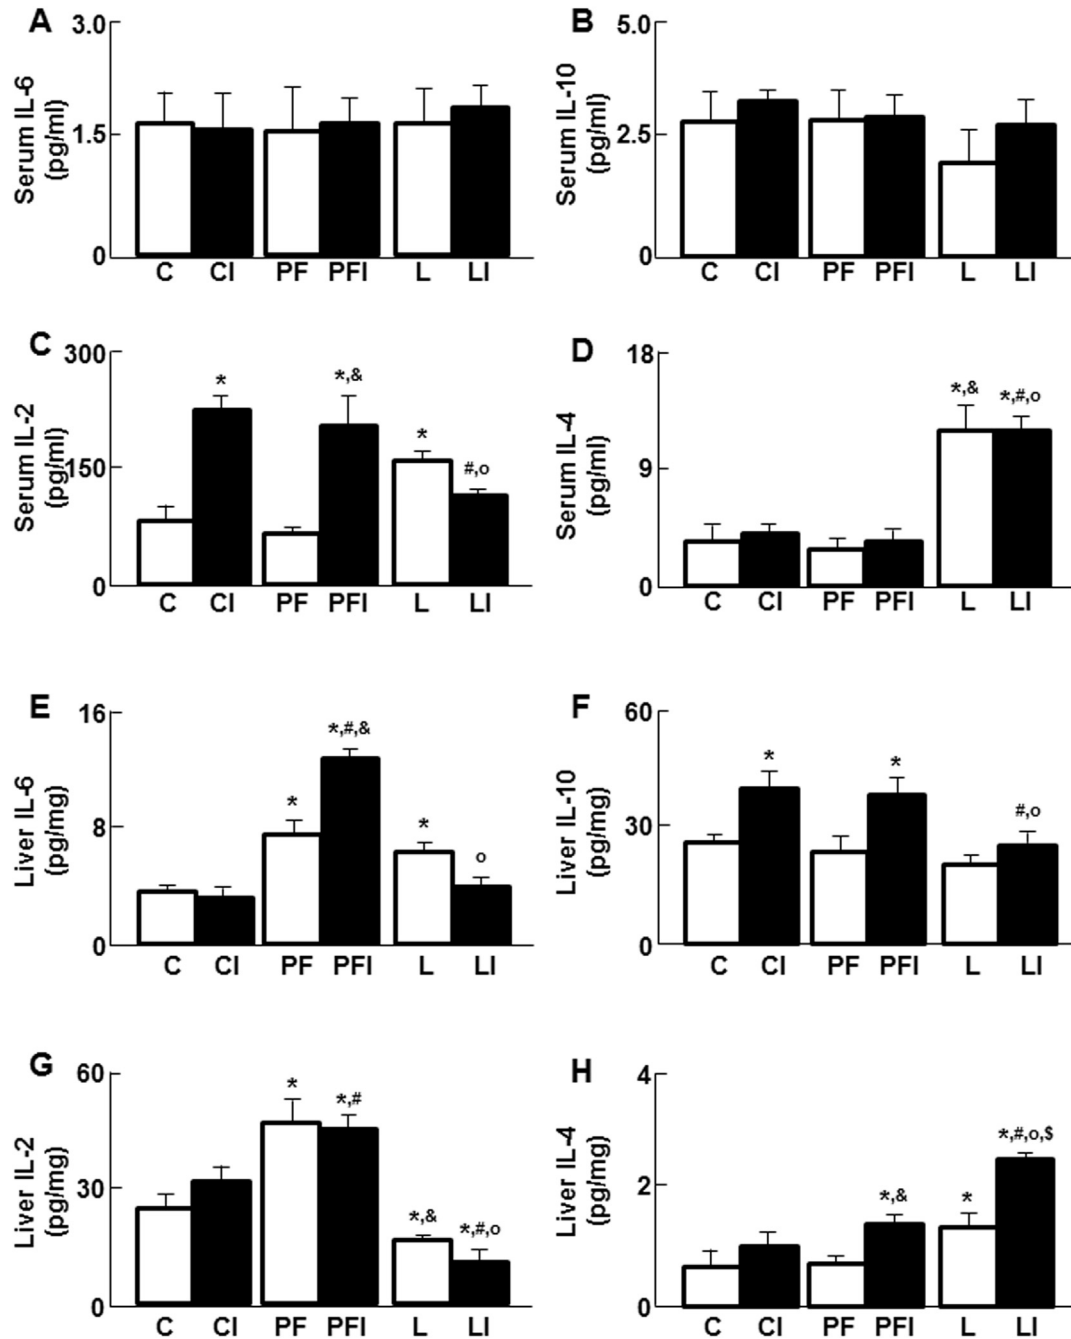 A
3.0
1.5
0
Serum IL-6
(pg/ml)
C CI PF PFI L LI
B
5.0
2.5
0
Serum IL-10
(pg/ml)
C CI PF PFI L LI
C
300
150
0
Serum IL-2
(pg/ml)
* *,& * #,o
C CI PF PFI L LI
D
18
9
0
Serum IL-4
(pg/ml)
*,& *,#,o
C CI PF PFI L LI
E
16
8
0
Liver IL-6
(pg/mg)
* *,#,& * o
C CI PF PFI L LI
F
60
30
0
Liver IL-10
(pg/mg)
* * #,o
C CI PF PFI L LI
G
60
30
0
Liver IL-2
(pg/mg)
* *,# *,& *,#,o
C CI PF PFI L LI
H
4
2
0
Liver IL-4
(pg/mg)
*,& * *,#,o,$
C CI PF PFI L LI